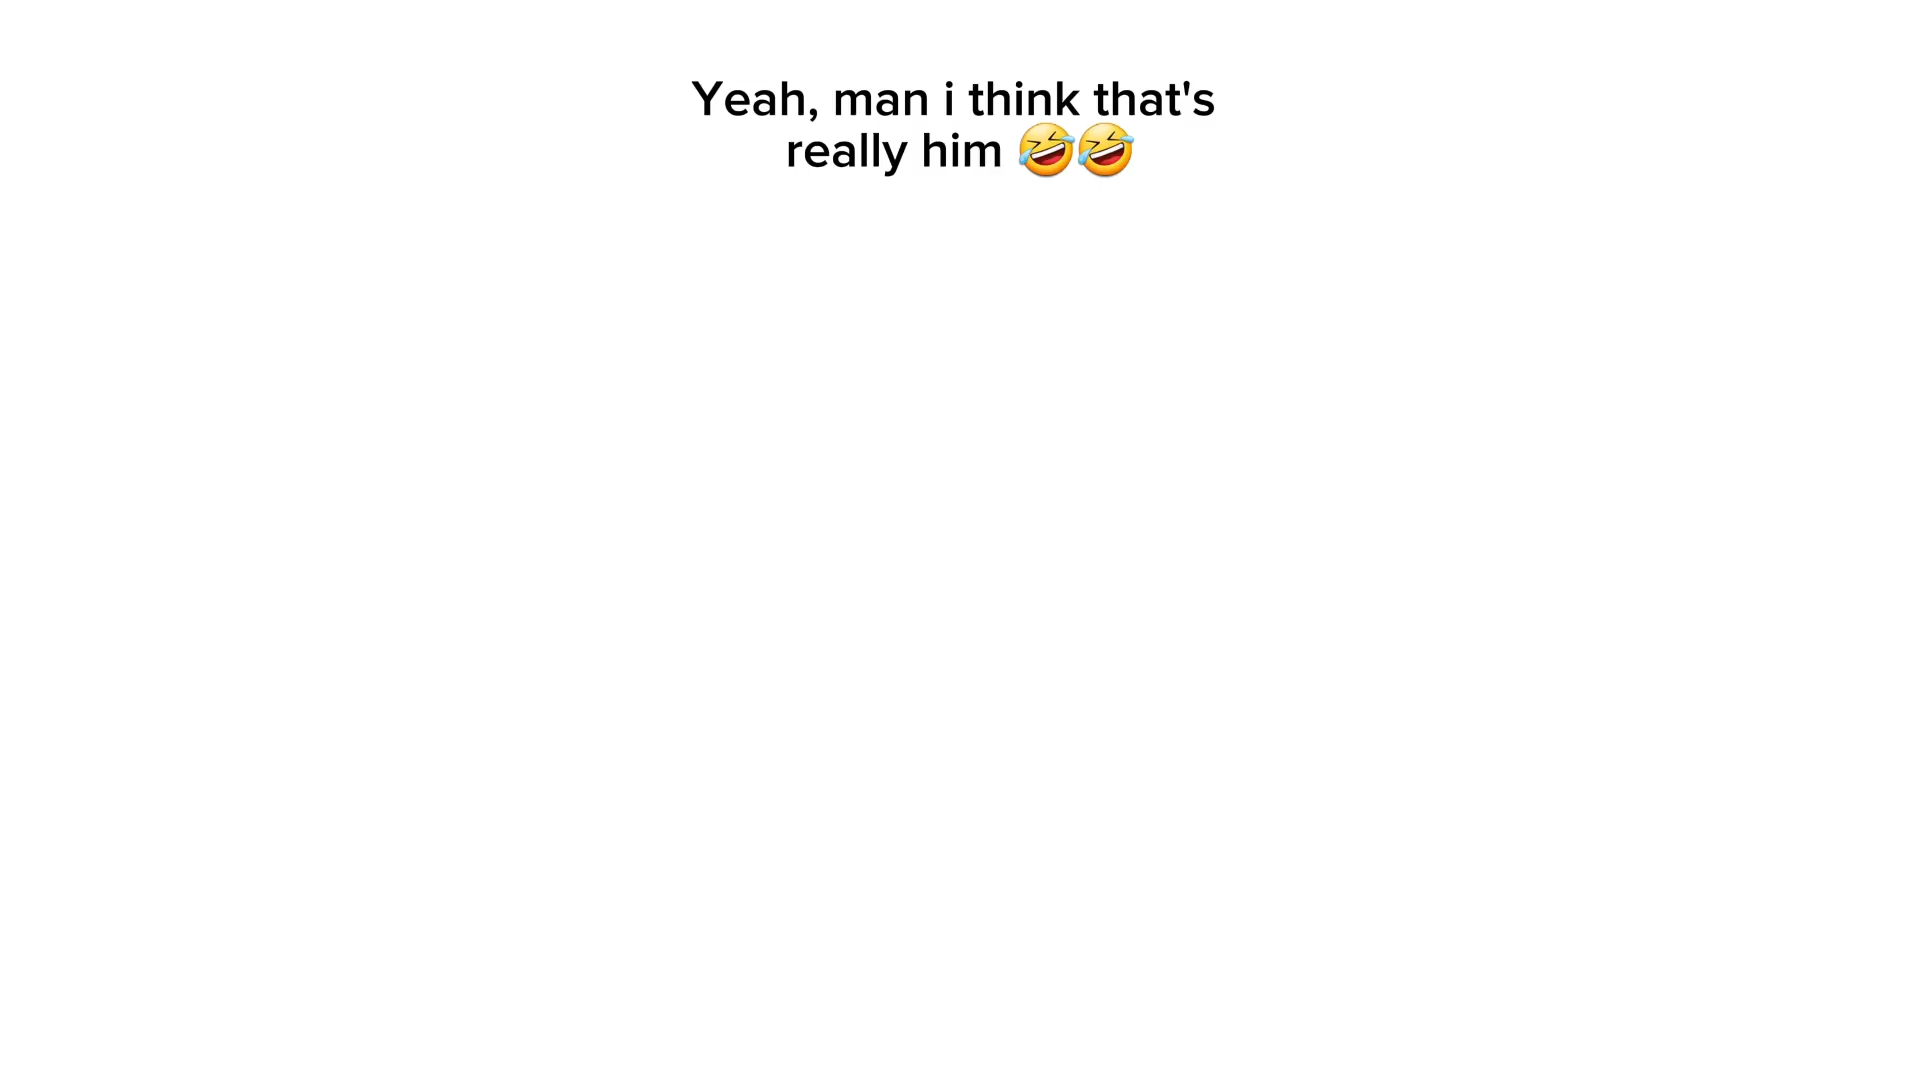 Yeah, man i think that's
really him 🤣🤣